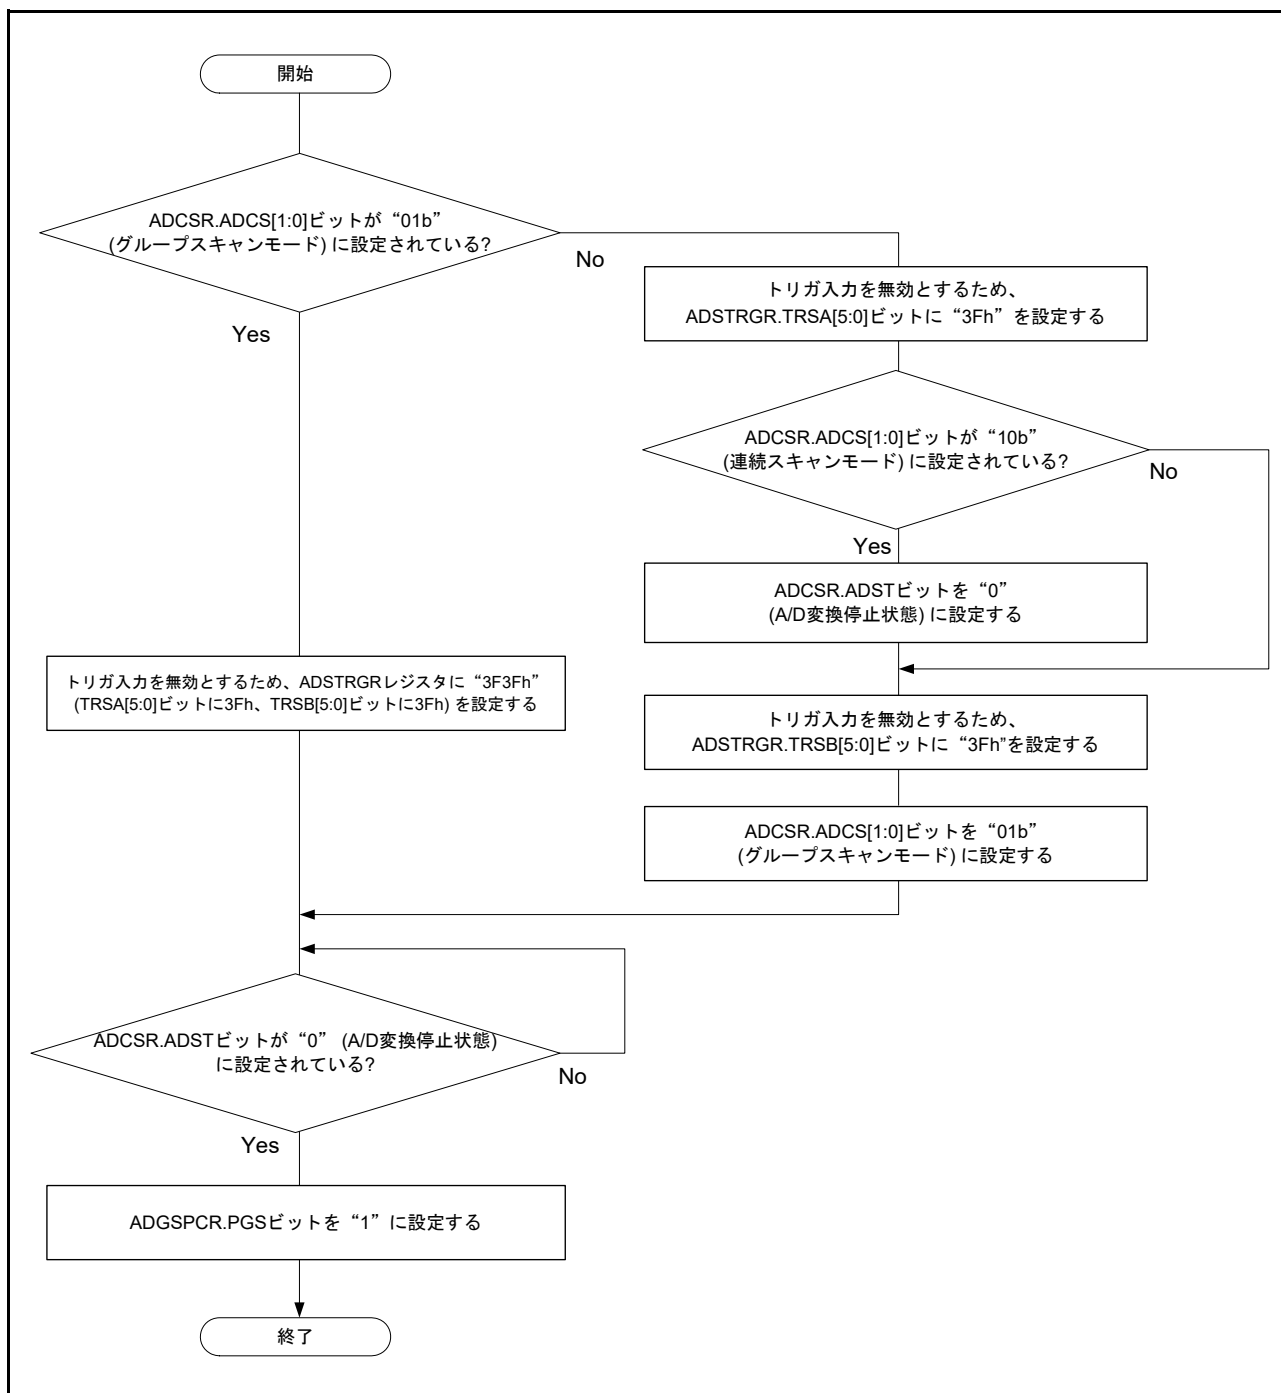 開始
ADCSR.ADCS[1:0]ビットが“01b”
(グループスキャンモード) に設定されている?
No
Yes
トリガ入力を無効とするため、
ADSTRGR.TRSA[5:0]ビットに“3Fh”を設定する
ADCSR.ADCS[1:0]ビットが“10b”
(連続スキャンモード) に設定されている?
No
Yes
ADCSR.ADSTビットを“0”
(A/D変換停止状態) に設定する
トリガ入力を無効とするため、ADSTRGRレジスタに“3F3Fh”
(TRSA[5:0]ビットに3Fh、TRSB[5:0]ビットに3Fh) を設定する
トリガ入力を無効とするため、
ADSTRGR.TRSB[5:0]ビットに“3Fh”を設定する
ADCSR.ADCS[1:0]ビットを“01b”
(グループスキャンモード) に設定する
ADCSR.ADSTビットが“0” (A/D変換停止状態)
に設定されている?
No
Yes
ADGSPCR.PGSビットを“1”に設定する
終了